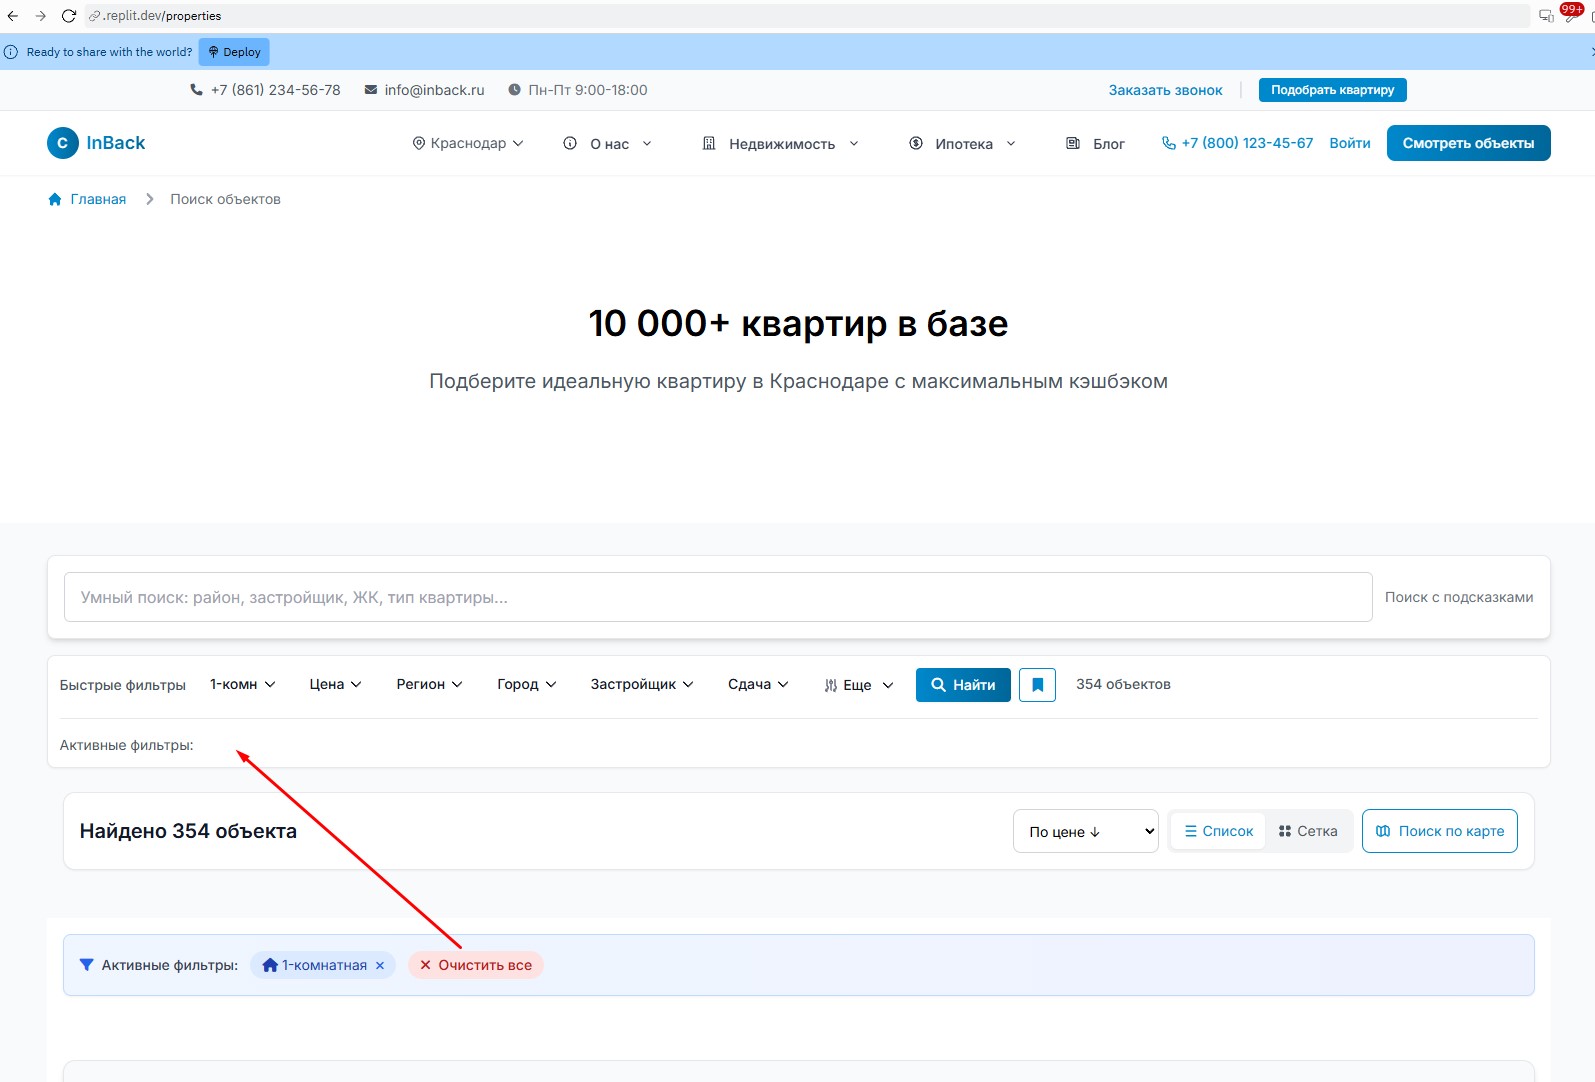 .replit.dev/properties
99+
Ready to share with the world? Deploy
+7 (861) 234-56-78 info@inback.ru Пн-Пт 9:00-18:00 Заказать звонок Подобрать квартиру
C InBack Краснодар О нас Недвижимость Ипотека Блог +7 (800) 123-45-67 Войти Смотреть объекты
Главная Поиск объектов
10 000+ квартир в базе
Подберите идеальную квартиру в Краснодаре с максимальным кэшбэком
Умный поиск: район, застройщик, ЖК, тип квартиры... Поиск с подсказками
Быстрые фильтры 1-комн Цена Регион Город Застройщик Сдача Еще Найти 354 объектов
Активные фильтры:
Найдено 354 объекта По цене ↓ Список Сетка Поиск по карте
Активные фильтры: 1-комнатная × × Очистить все